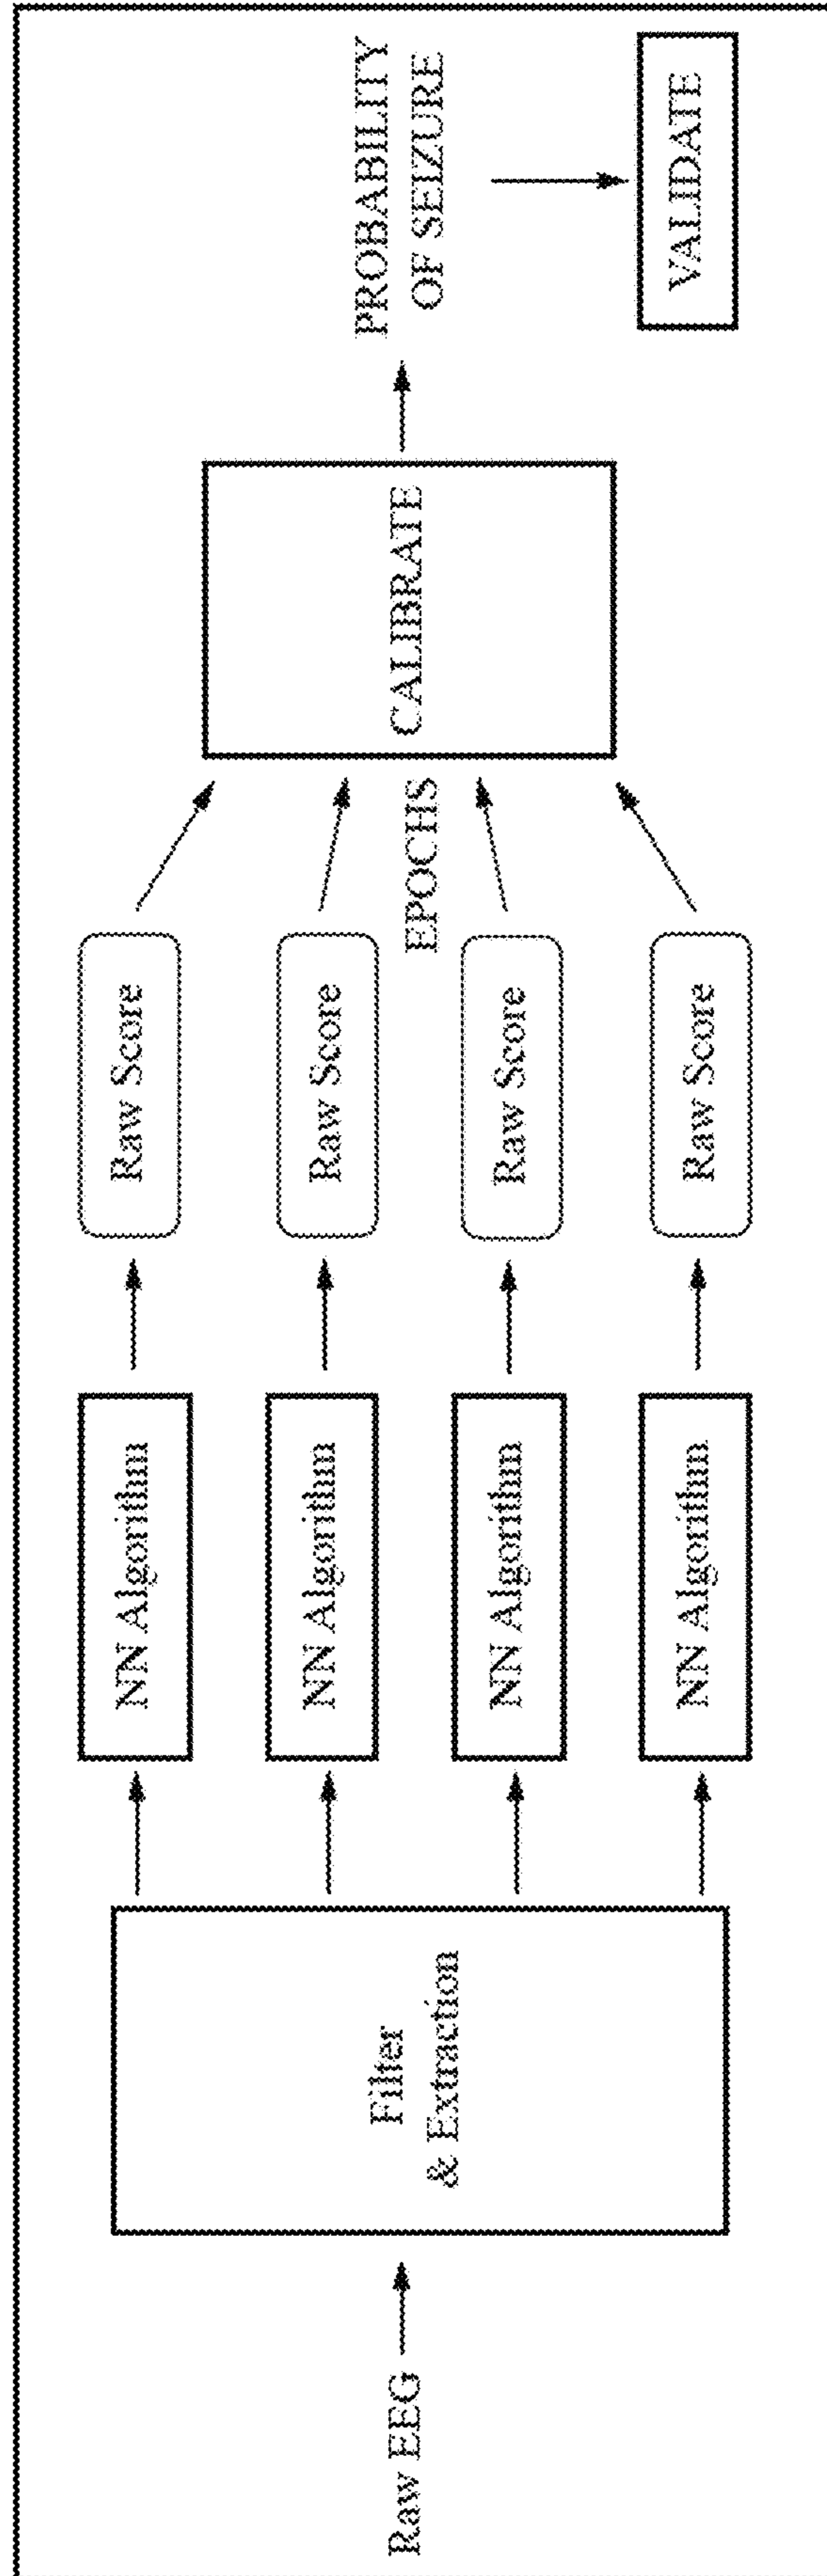 Raw EEG
Filter
& Extraction
NN Algorithm
NN Algorithm
NN Algorithm
NN Algorithm
Raw Score
Raw Score
Raw Score
Raw Score
EPOCHS
CALIBRATE
PROBABILITY
OF SEIZURE
VALIDATE